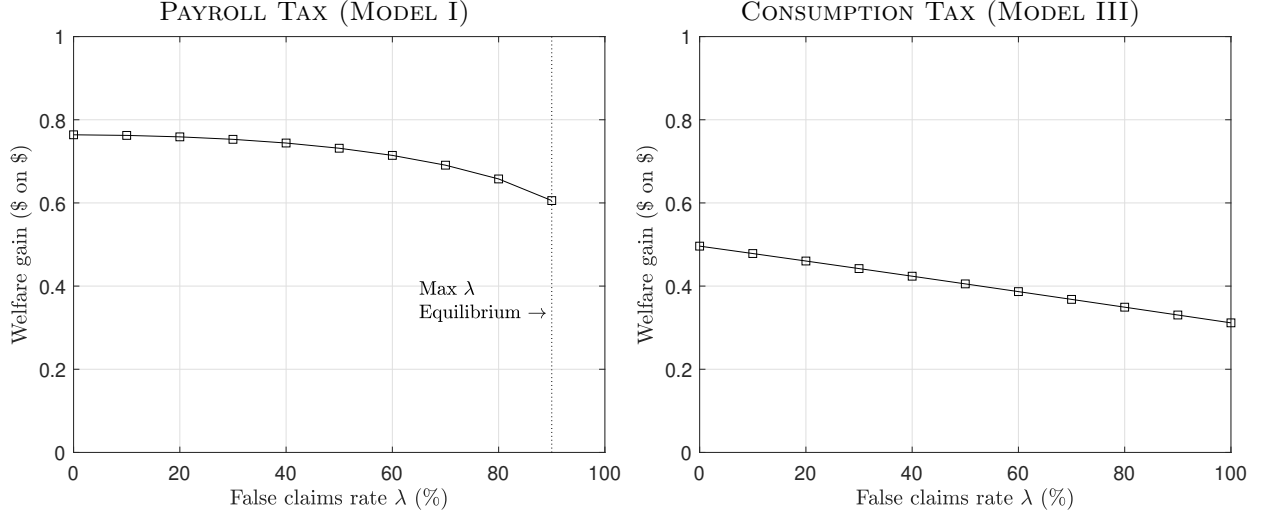 PAYROLL TAX (MODEL I)
Welfare gain ($ on $)
1
0.8
0.6
0.4
0.2
0
Max λ
Equilibrium →
0 20 40 60 80 100
False claims rate λ (%)
CONSUMPTION TAX (MODEL III)
Welfare gain ($ on $)
1
0.8
0.6
0.4
0.2
0
0 20 40 60 80 100
False claims rate λ (%)